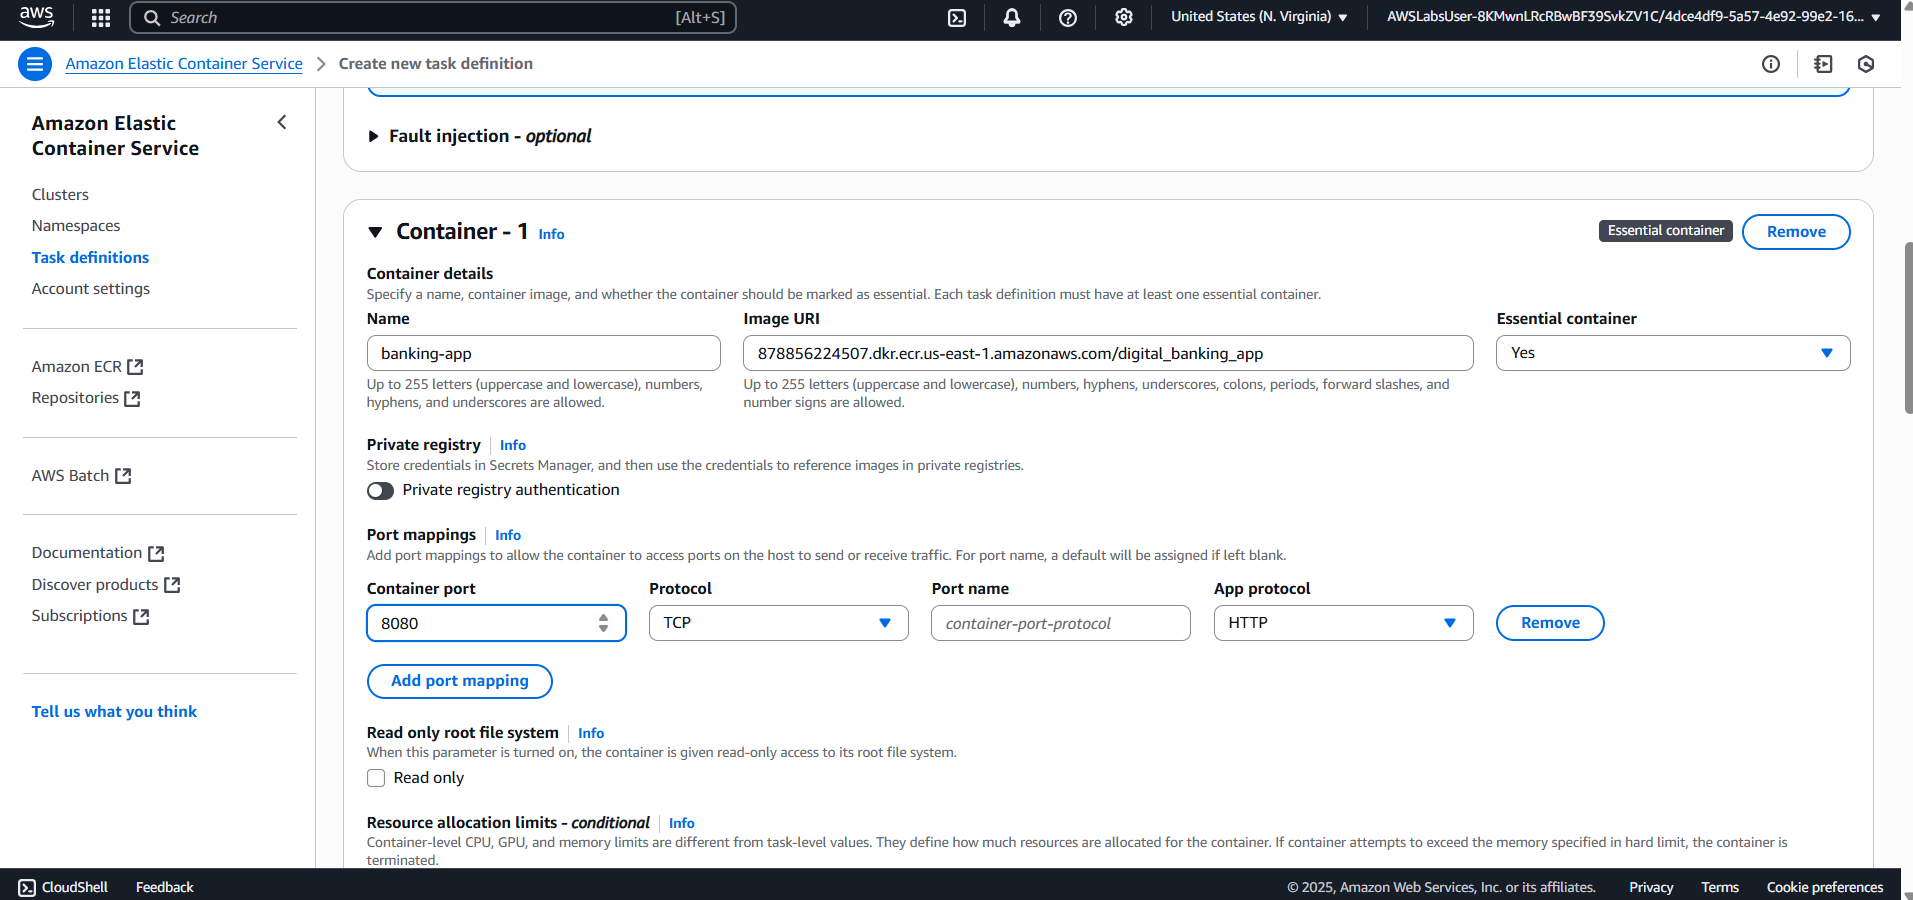 aws
Search
[Alt+S]
United States (N. Virginia)
AWSLabsUser-8KMwnLRcRBwBF39SvkZV1C/4dce4df9-5a57-4e92-99e2-16...
Amazon Elastic Container Service
Create new task definition
Amazon Elastic
Container Service
Clusters
Namespaces
Task definitions
Account settings
Amazon ECR
Repositories
AWS Batch
Documentation
Discover products
Subscriptions
Tell us what you think
Fault injection - optional
Container - 1 Info
Essential container
Remove
Container details
Specify a name, container image, and whether the container should be marked as essential. Each task definition must have at least one essential container.
Name
banking-app
Up to 255 letters (uppercase and lowercase), numbers,
hyphens, and underscores are allowed.
Image URI
878856224507.dkr.ecr.us-east-1.amazonaws.com/digital_banking_app
Up to 255 letters (uppercase and lowercase), numbers, hyphens, underscores, colons, periods, forward slashes, and
number signs are allowed.
Essential container
Yes
Private registry Info
Store credentials in Secrets Manager, and then use the credentials to reference images in private registries.
Private registry authentication
Port mappings Info
Add port mappings to allow the container to access ports on the host to send or receive traffic. For port name, a default will be assigned if left blank.
Container port
8080
Protocol
TCP
Port name
container-port-protocol
App protocol
HTTP
Remove
Add port mapping
Read only root file system Info
When this parameter is turned on, the container is given read-only access to its root file system.
Read only
Resource allocation limits - conditional Info
Container-level CPU, GPU, and memory limits are different from task-level values. They define how much resources are allocated for the container. If container attempts to exceed the memory specified in hard limit, the container is
terminated.
CloudShell
Feedback
© 2025, Amazon Web Services, Inc. or its affiliates.
Privacy
Terms
Cookie preferences